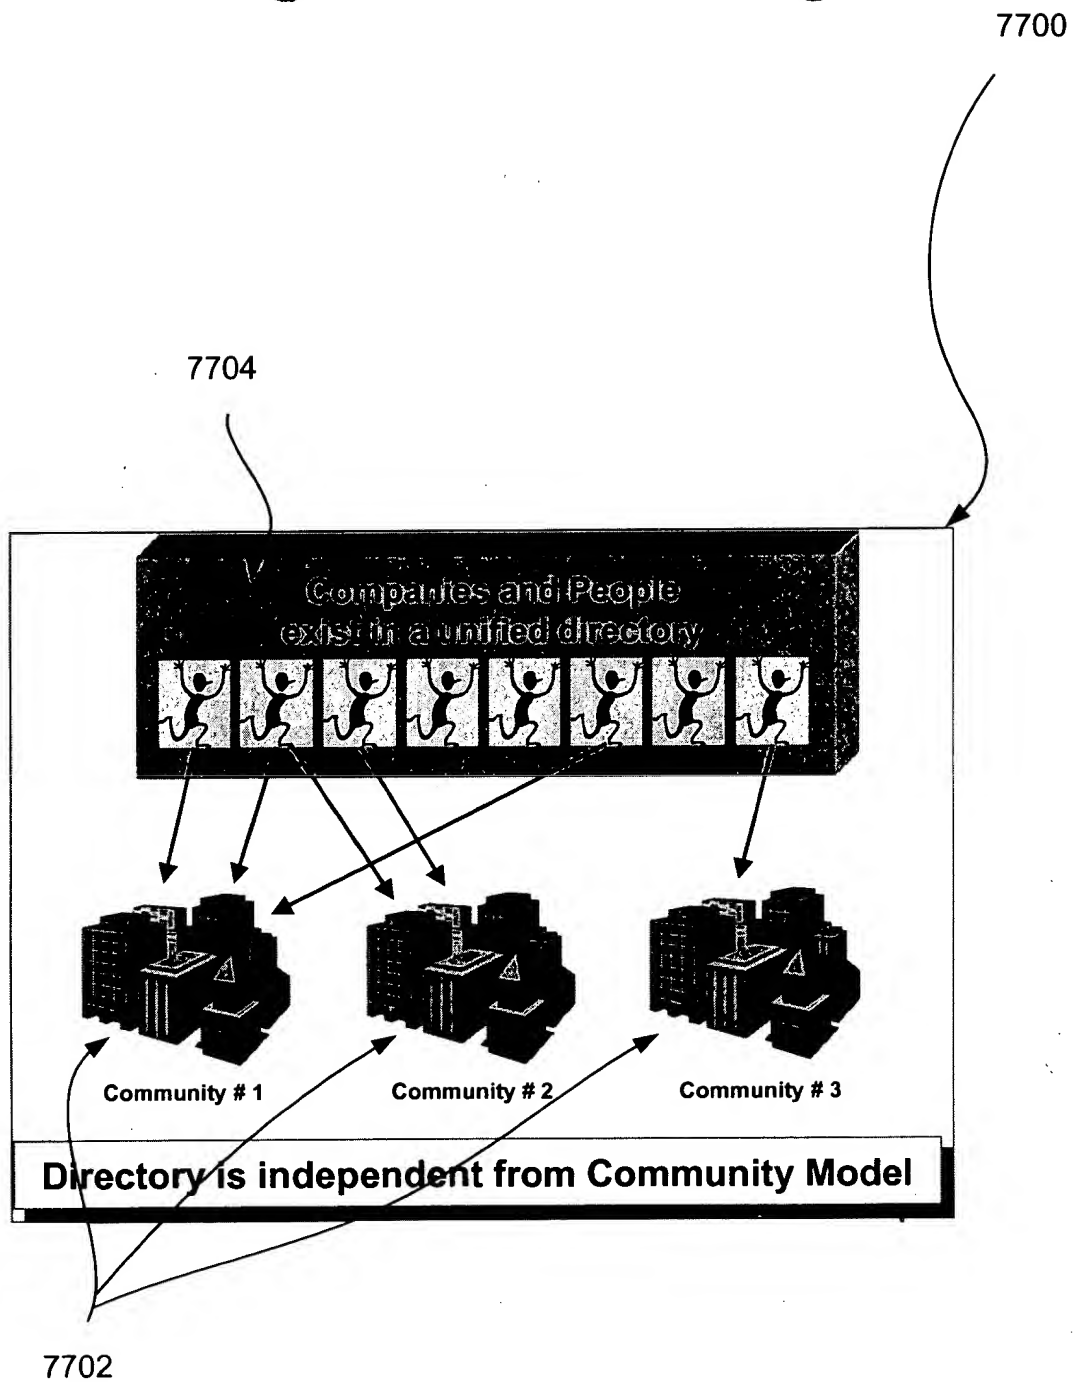 7700
7704
Companies and People
exist in a unified directory
Community # 1
Community # 2
Community # 3
Directory is independent from Community Model
7702